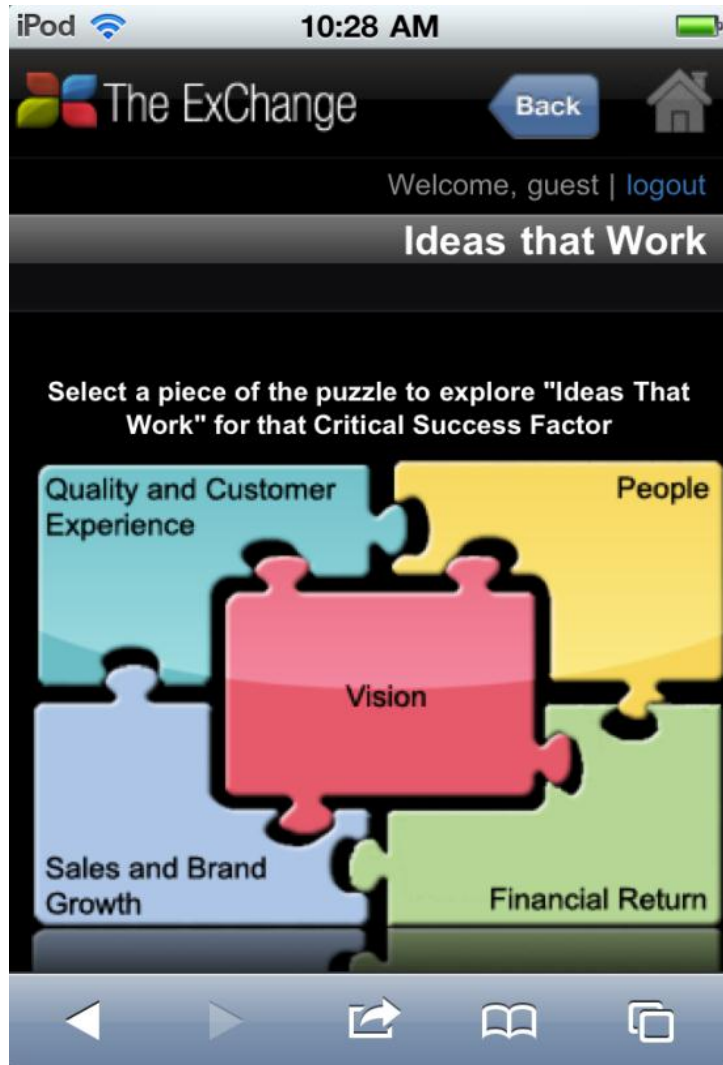 iPod 10:28 AM
The ExChange Back
Welcome, guest | logout
Ideas that Work
Select a piece of the puzzle to explore "Ideas That
Work" for that Critical Success Factor
Quality and Customer
Experience
People
Vision
Sales and Brand
Growth
Financial Return